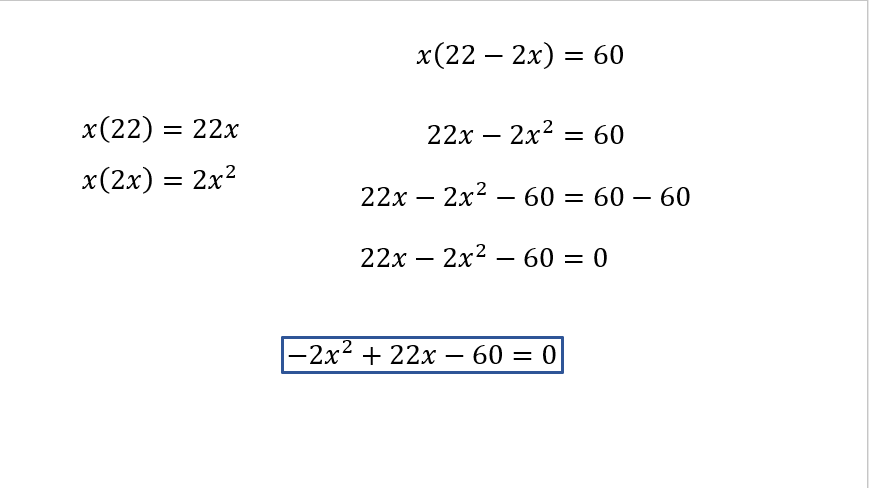 x(22 − 2x) = 60
x(22) = 22x
22x − 2x² = 60
x(2x) = 2x²
22x − 2x² − 60 = 60 − 60
22x − 2x² − 60 = 0
−2x² + 22x − 60 = 0